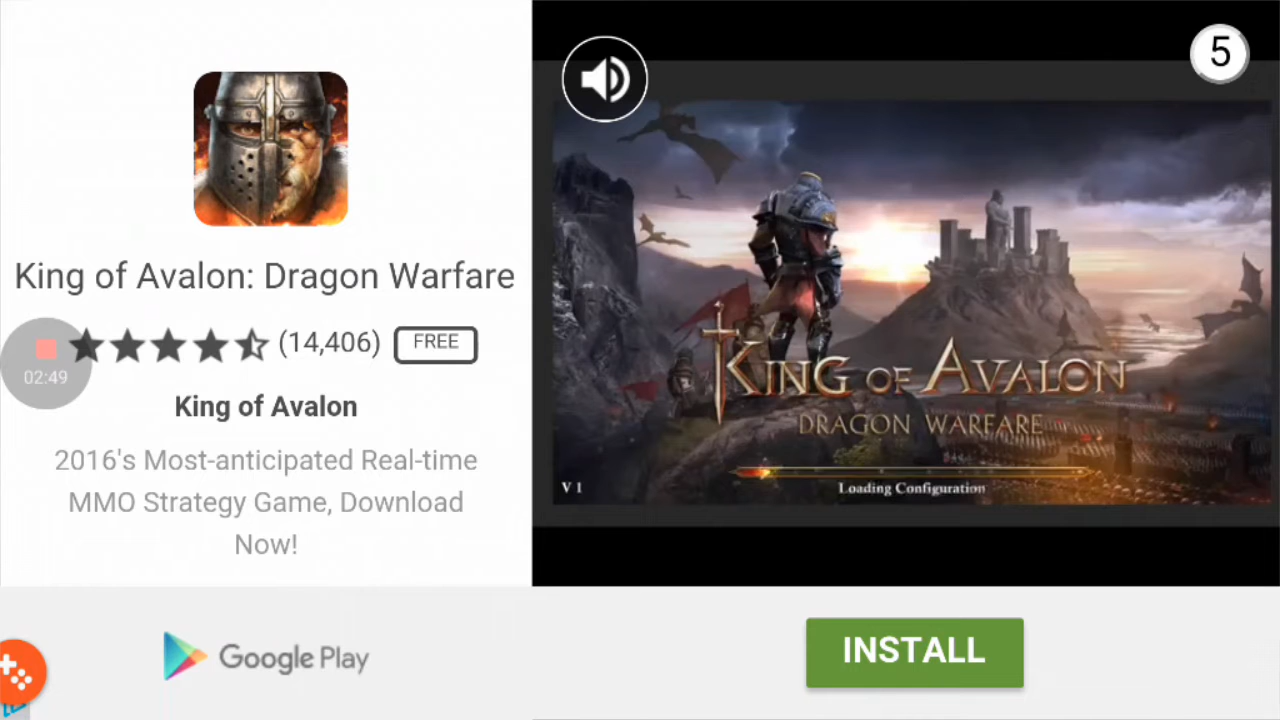 King of Avalon: Dragon Warfare
(14,406) FREE
02:49
King of Avalon
2016's Most-anticipated Real-time
MMO Strategy Game, Download
Now!
Google Play
5
KING OF AVALON
DRAGON WARFARE
V 1
Loading Configuration
INSTALL